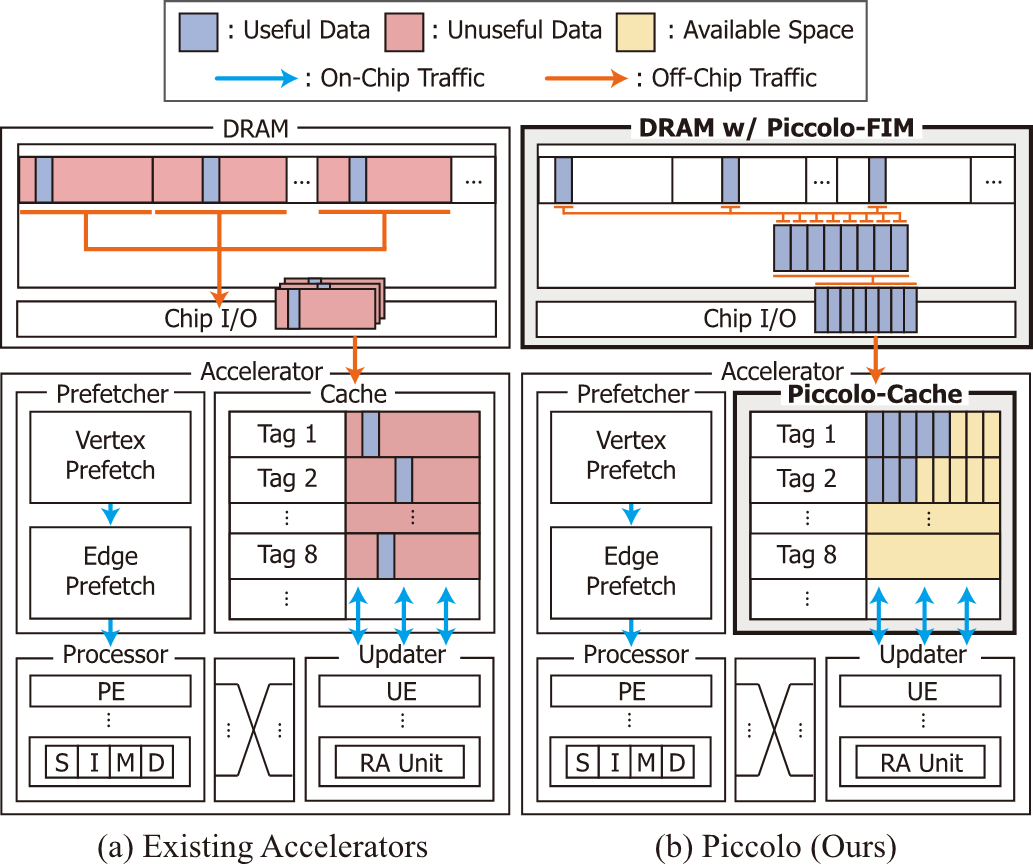 : Useful Data : Unuseful Data : Available Space
: On-Chip Traffic : Off-Chip Traffic
DRAM
...
...
Chip I/O
Accelerator
Prefetcher
Vertex
Prefetch
Edge
Prefetch
Cache
Tag 1
Tag 2
⋮ ⋮
Tag 8
⋮
Processor
PE
⋮
S I M D
⋮ ⋮
Updater
UE
⋮
RA Unit
(a) Existing Accelerators
DRAM w/ Piccolo-FIM
...
...
Chip I/O
Accelerator
Prefetcher
Vertex
Prefetch
Edge
Prefetch
Piccolo-Cache
Tag 1
Tag 2
⋮ ⋮
Tag 8
⋮
Processor
PE
⋮
S I M D
⋮ ⋮
Updater
UE
⋮
RA Unit
(b) Piccolo (Ours)